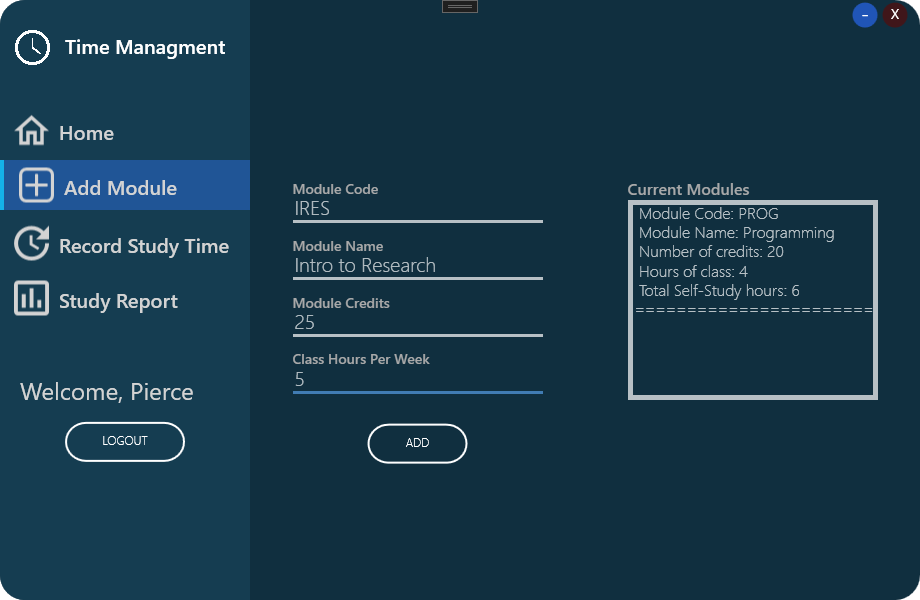 Time Managment
–
X
Home
Add Module
Record Study Time
Study Report
Welcome, Pierce
LOGOUT
Module Code
IRES
Module Name
Intro to Research
Module Credits
25
Class Hours Per Week
5
ADD
Current Modules
Module Code: PROG
Module Name: Programming
Number of credits: 20
Hours of class: 4
Total Self-Study hours: 6
=======================